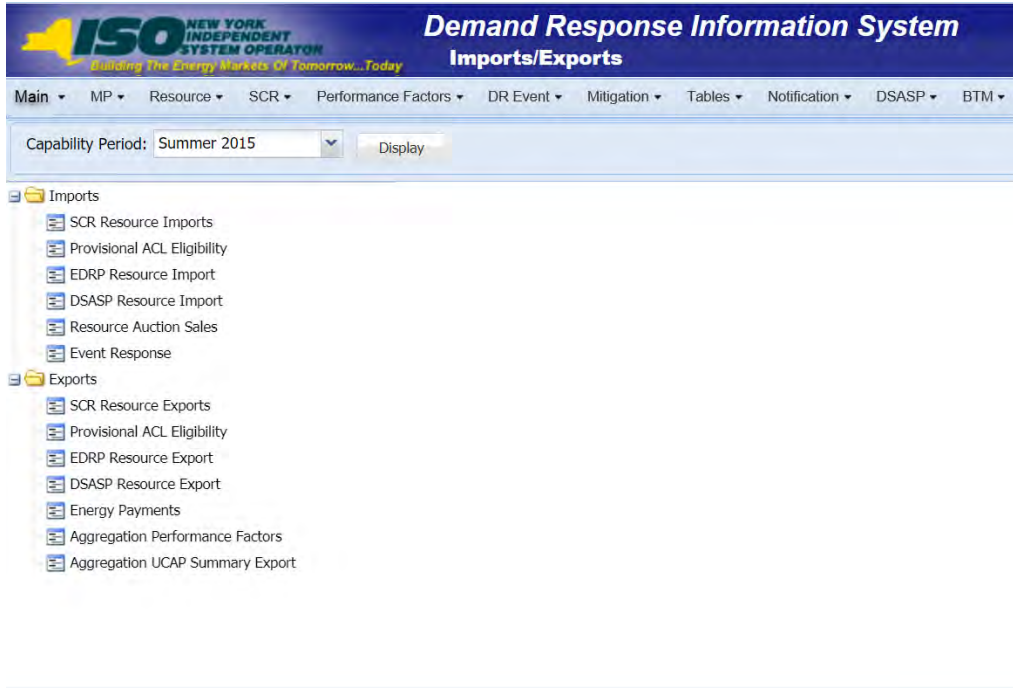 NEW YORK
INDEPENDENT
SYSTEM OPERATOR
ISO
Building The Energy Markets Of Tomorrow...Today
Demand Response Information System
Imports/Exports
Main MP Resource SCR Performance Factors DR Event Mitigation Tables Notification DSASP BTM
Capability Period: Summer 2015 Display
Imports
SCR Resource Imports
Provisional ACL Eligibility
EDRP Resource Import
DSASP Resource Import
Resource Auction Sales
Event Response
Exports
SCR Resource Exports
Provisional ACL Eligibility
EDRP Resource Export
DSASP Resource Export
Energy Payments
Aggregation Performance Factors
Aggregation UCAP Summary Export